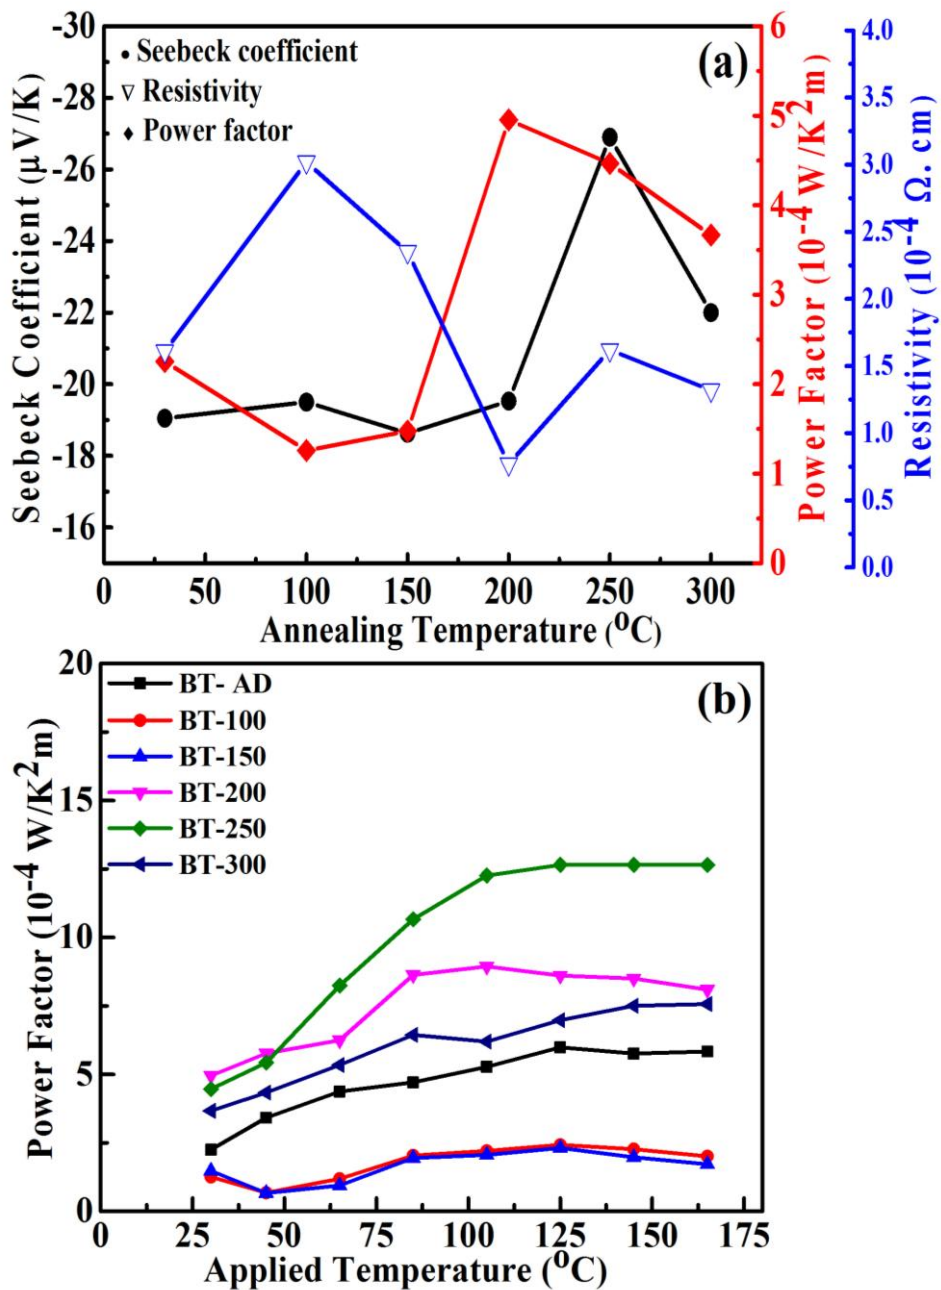 (a)
Seebeck coefficient
Resistivity
Power factor
Seebeck Coefficient (μV/K)
-30
-28
-26
-24
-22
-20
-18
-16
0 50 100 150 200 250 300
Annealing Temperature (⁰C)
6
5
4
3
2
1
0
Power Factor (10⁻⁴ W/K²m)
4.0
3.5
3.0
2.5
2.0
1.5
1.0
0.5
0.0
Resistivity (10⁻⁴ Ω. cm)
(b)
BT- AD
BT-100
BT-150
BT-200
BT-250
BT-300
Power Factor (10⁻⁴ W/K²m)
20
15
10
5
0
0 25 50 75 100 125 150 175
Applied Temperature (⁰C)